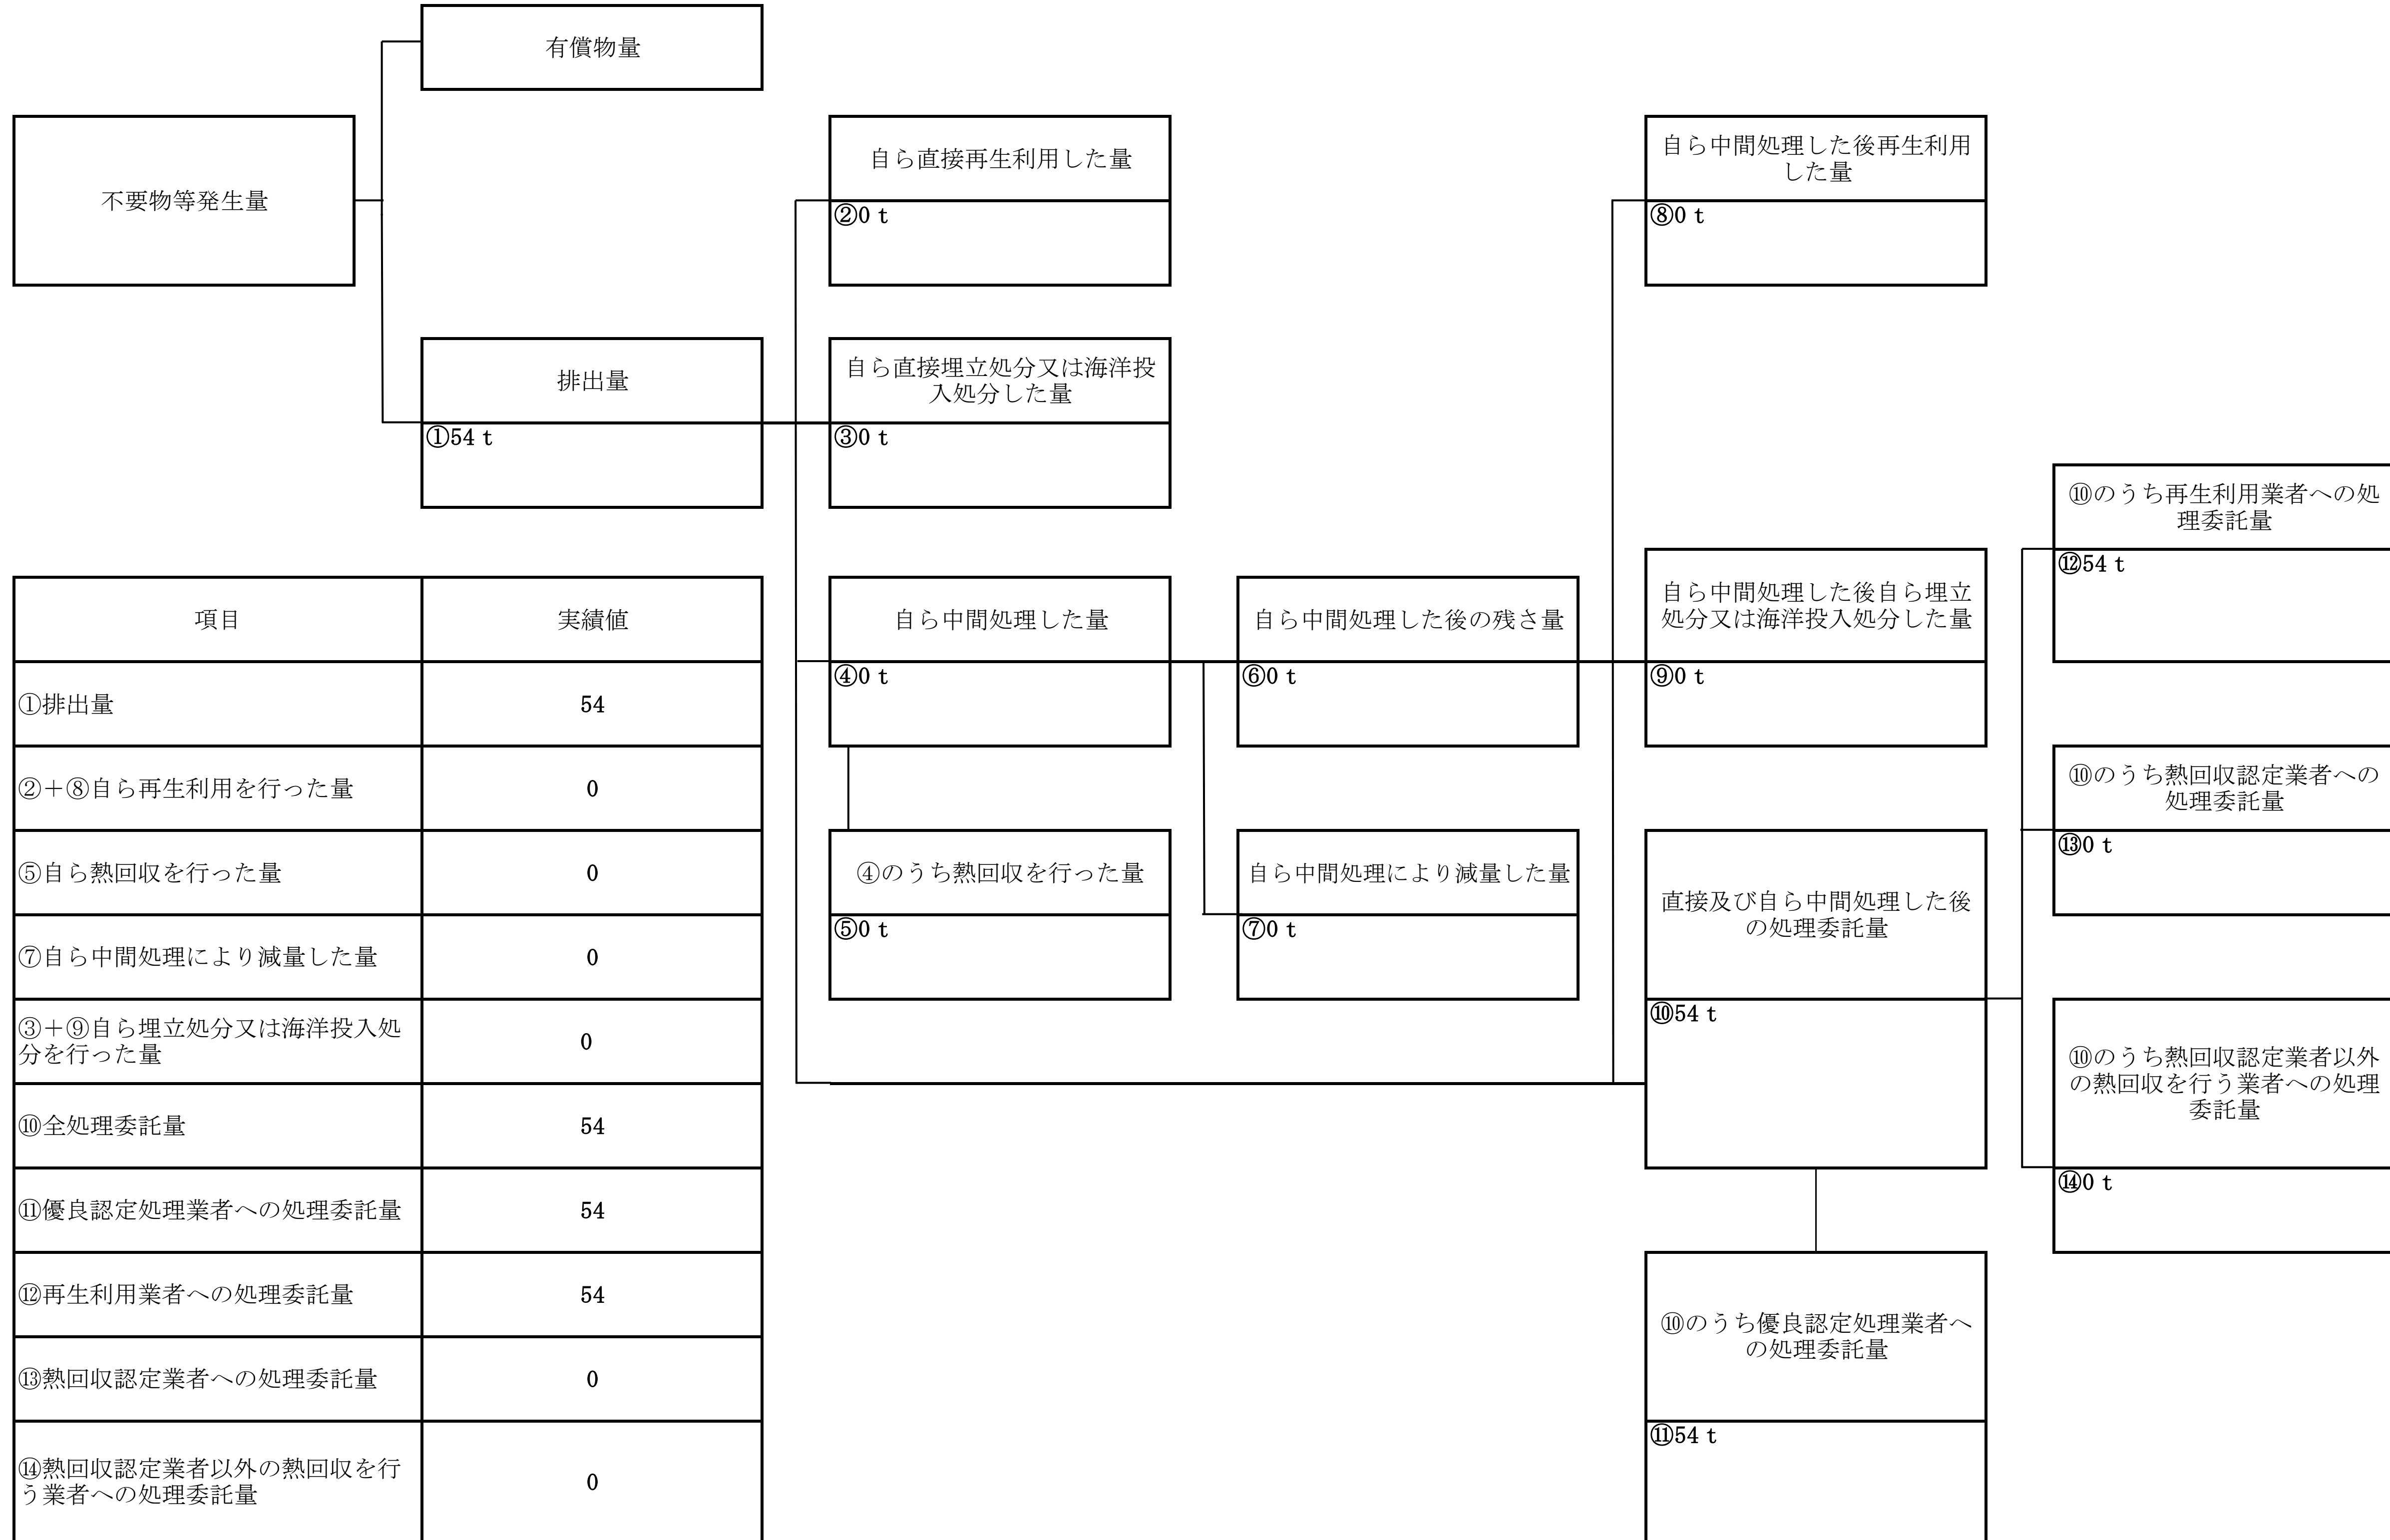 有償物量
不要物等発生量
自ら直接再生利用した量
②0 t
自ら中間処理した後再生利用
した量
⑧0 t
排出量
①54 t
自ら直接埋立処分又は海洋投
入処分した量
③0 t
⑩のうち再生利用業者への処
理委託量
⑫54 t
自ら中間処理した量
④0 t
自ら中間処理した後の残さ量
⑥0 t
自ら中間処理した後自ら埋立
処分又は海洋投入処分した量
⑨0 t
⑩のうち熱回収認定業者への
処理委託量
⑬0 t
④のうち熱回収を行った量
⑤0 t
自ら中間処理により減量した量
⑦0 t
直接及び自ら中間処理した後
の処理委託量
⑩54 t
⑩のうち熱回収認定業者以外
の熱回収を行う業者への処理
委託量
⑭0 t
⑩のうち優良認定処理業者へ
の処理委託量
⑪54 t
項目 実績値
①排出量 54
②＋⑧自ら再生利用を行った量 0
⑤自ら熱回収を行った量 0
⑦自ら中間処理により減量した量 0
③＋⑨自ら埋立処分又は海洋投入処
分を行った量 0
⑩全処理委託量 54
⑪優良認定処理業者への処理委託量 54
⑫再生利用業者への処理委託量 54
⑬熱回収認定業者への処理委託量 0
⑭熱回収認定業者以外の熱回収を行
う業者への処理委託量 0